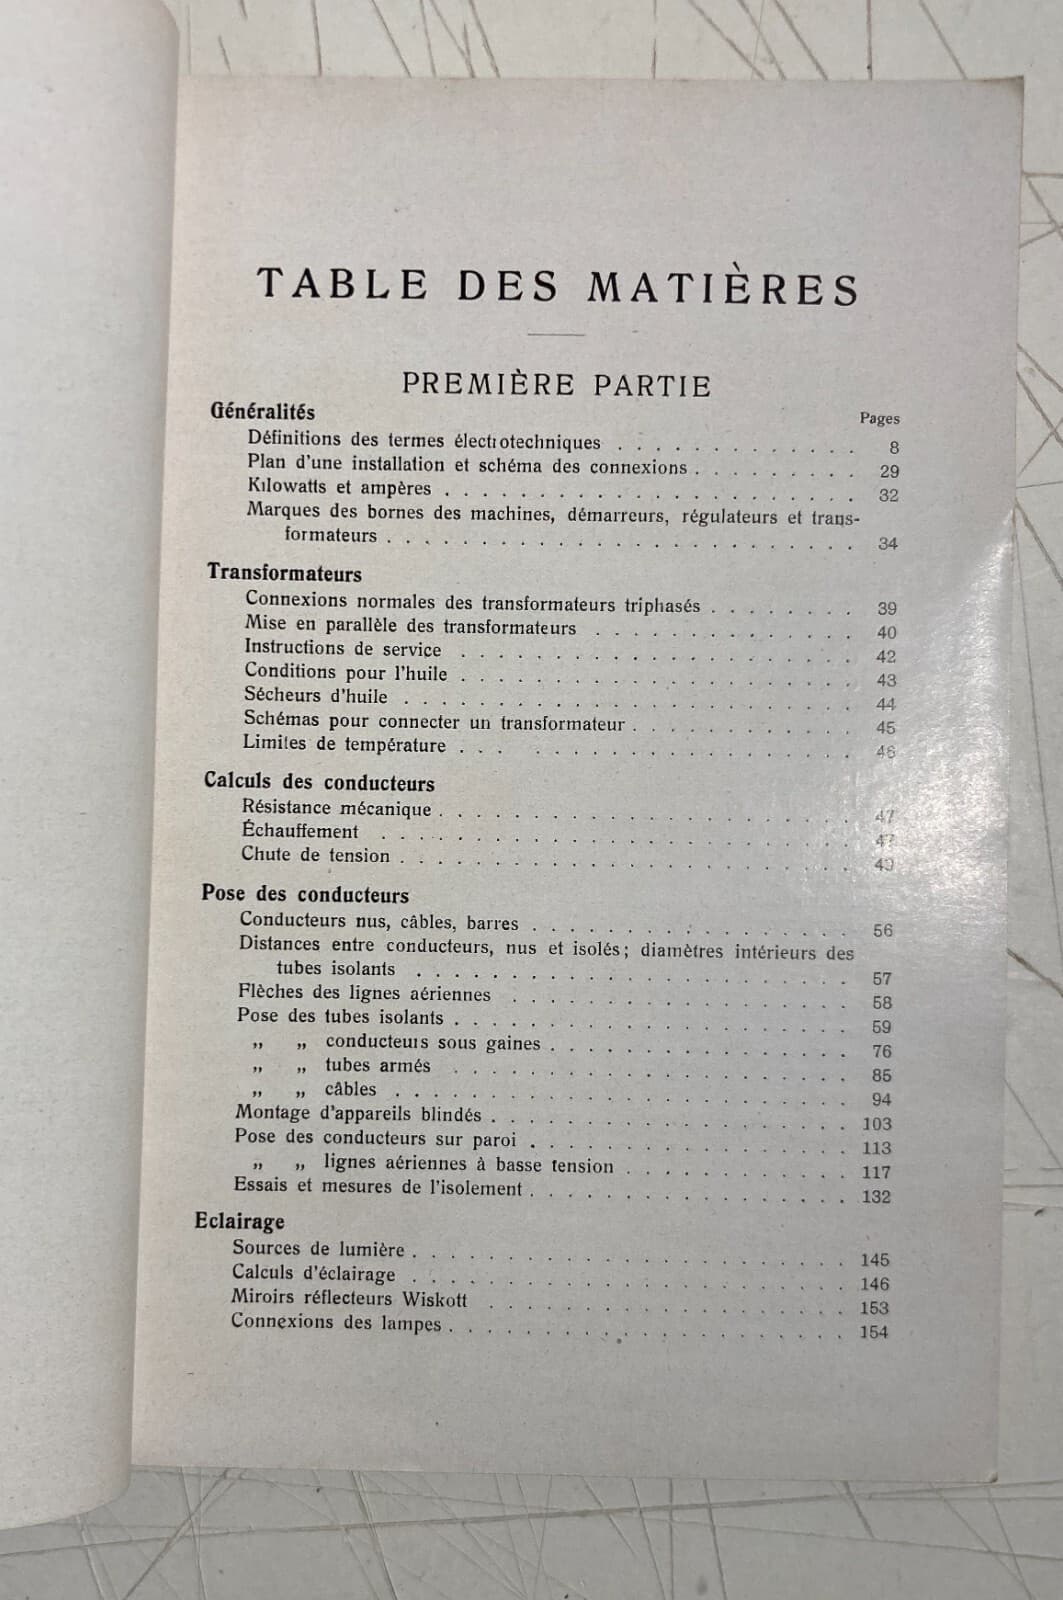 TABLE DES MATIÈRES
PREMIÈRE PARTIE
Généralités
Pages
Définitions des termes électrotechniques . . . . . . . . . . . . . 8
Plan d'une installation et schéma des connexions . . . . . . . . . 29
Kilowatts et ampères . . . . . . . . . . . . . . . . . . . . . . 32
Marques des bornes des machines, démarreurs, régulateurs et trans-
formateurs . . . . . . . . . . . . . . . . . . . . . . . . . 34
Transformateurs
Connexions normales des transformateurs triphasés . . . . . . . . 39
Mise en parallèle des transformateurs . . . . . . . . . . . . . . 40
Instructions de service . . . . . . . . . . . . . . . . . . . . . 42
Conditions pour l'huile . . . . . . . . . . . . . . . . . . . . . 43
Sécheurs d'huile . . . . . . . . . . . . . . . . . . . . . . . . 44
Schémas pour connecter un transformateur . . . . . . . . . . . . 45
Limites de température . . . . . . . . . . . . . . . . . . . . . 46
Calculs des conducteurs
Résistance mécanique . . . . . . . . . . . . . . . . . . . . . . 47
Échauffement . . . . . . . . . . . . . . . . . . . . . . . . . 47
Chute de tension . . . . . . . . . . . . . . . . . . . . . . . . 49
Pose des conducteurs
Conducteurs nus, câbles, barres . . . . . . . . . . . . . . . . . 56
Distances entre conducteurs, nus et isolés; diamètres intérieurs des
tubes isolants . . . . . . . . . . . . . . . . . . . . . . . 57
Flèches des lignes aériennes . . . . . . . . . . . . . . . . . . 58
Pose des tubes isolants . . . . . . . . . . . . . . . . . . . . . 59
„ „ conducteurs sous gaines . . . . . . . . . . . . . . . . 76
„ „ tubes armés . . . . . . . . . . . . . . . . . . . . . 85
„ „ câbles . . . . . . . . . . . . . . . . . . . . . . . . 94
Montage d'appareils blindés . . . . . . . . . . . . . . . . . . . 103
Pose des conducteurs sur paroi . . . . . . . . . . . . . . . . . 113
„ „ lignes aériennes à basse tension . . . . . . . . . . . . 117
Essais et mesures de l'isolement . . . . . . . . . . . . . . . . . 132
Eclairage
Sources de lumière . . . . . . . . . . . . . . . . . . . . . . . 145
Calculs d'éclairage . . . . . . . . . . . . . . . . . . . . . . . 146
Miroirs réflecteurs Wiskott . . . . . . . . . . . . . . . . . . . 153
Connexions des lampes . . . . . . . . . . . . . . . . . . . . . 154